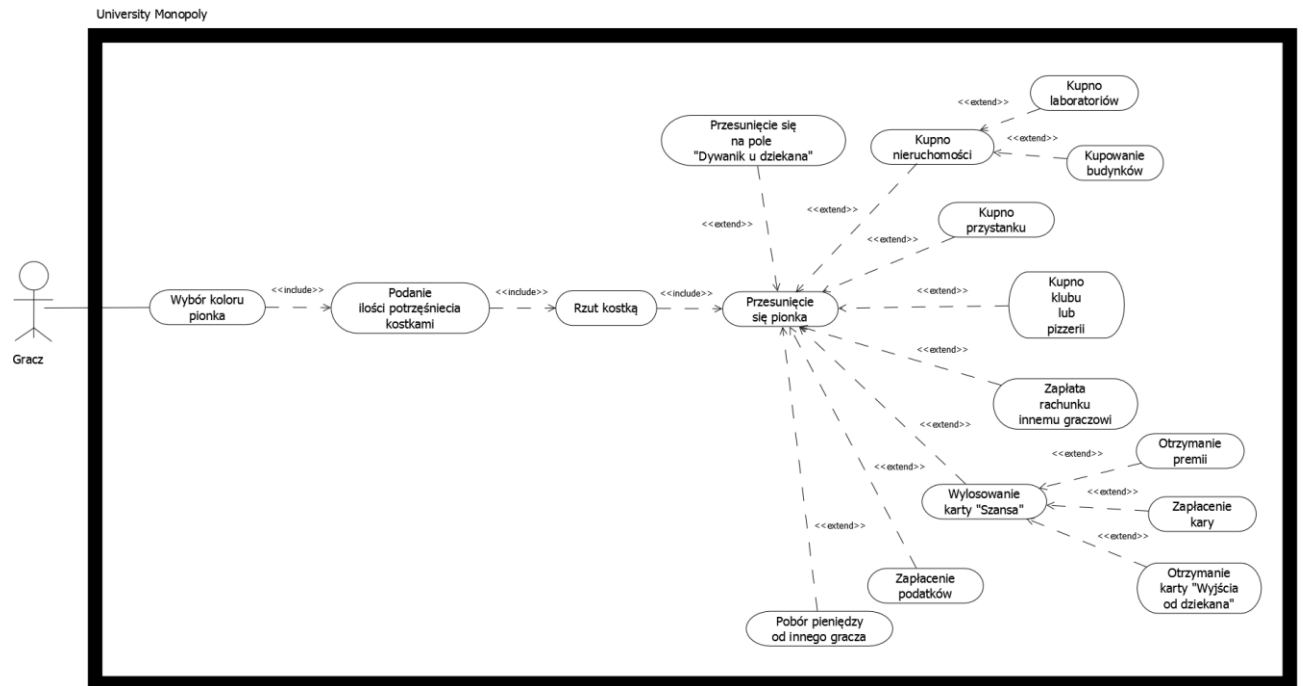 University Monopoly
Kupno
laboratoriów
<<extend>>
Przesunięcie się
na pole
"Dywanik u dziekana"
Kupno
nieruchomości
<<extend>>
Kupowanie
budynków
<<extend>>
<<extend>>
Kupno
przystanku
<<extend>>
Gracz
Wybór koloru
pionka
<<include>>
Podanie
ilości potrzęśniecia
kostkami
<<include>>
Rzut kostką
<<include>>
Przesunięcie
się pionka
<<extend>>
Kupno
klubu
lub
pizzerii
<<extend>>
Zapłata
rachunku
innemu graczowi
<<extend>>
Wylosowanie
karty "Szansa"
<<extend>>
Otrzymanie
premii
<<extend>>
Zapłacenie
kary
<<extend>>
Otrzymanie
karty "Wyjścia
od dziekana"
<<extend>>
Zapłacenie
podatków
<<extend>>
Pobór pieniędzy
od innego gracza